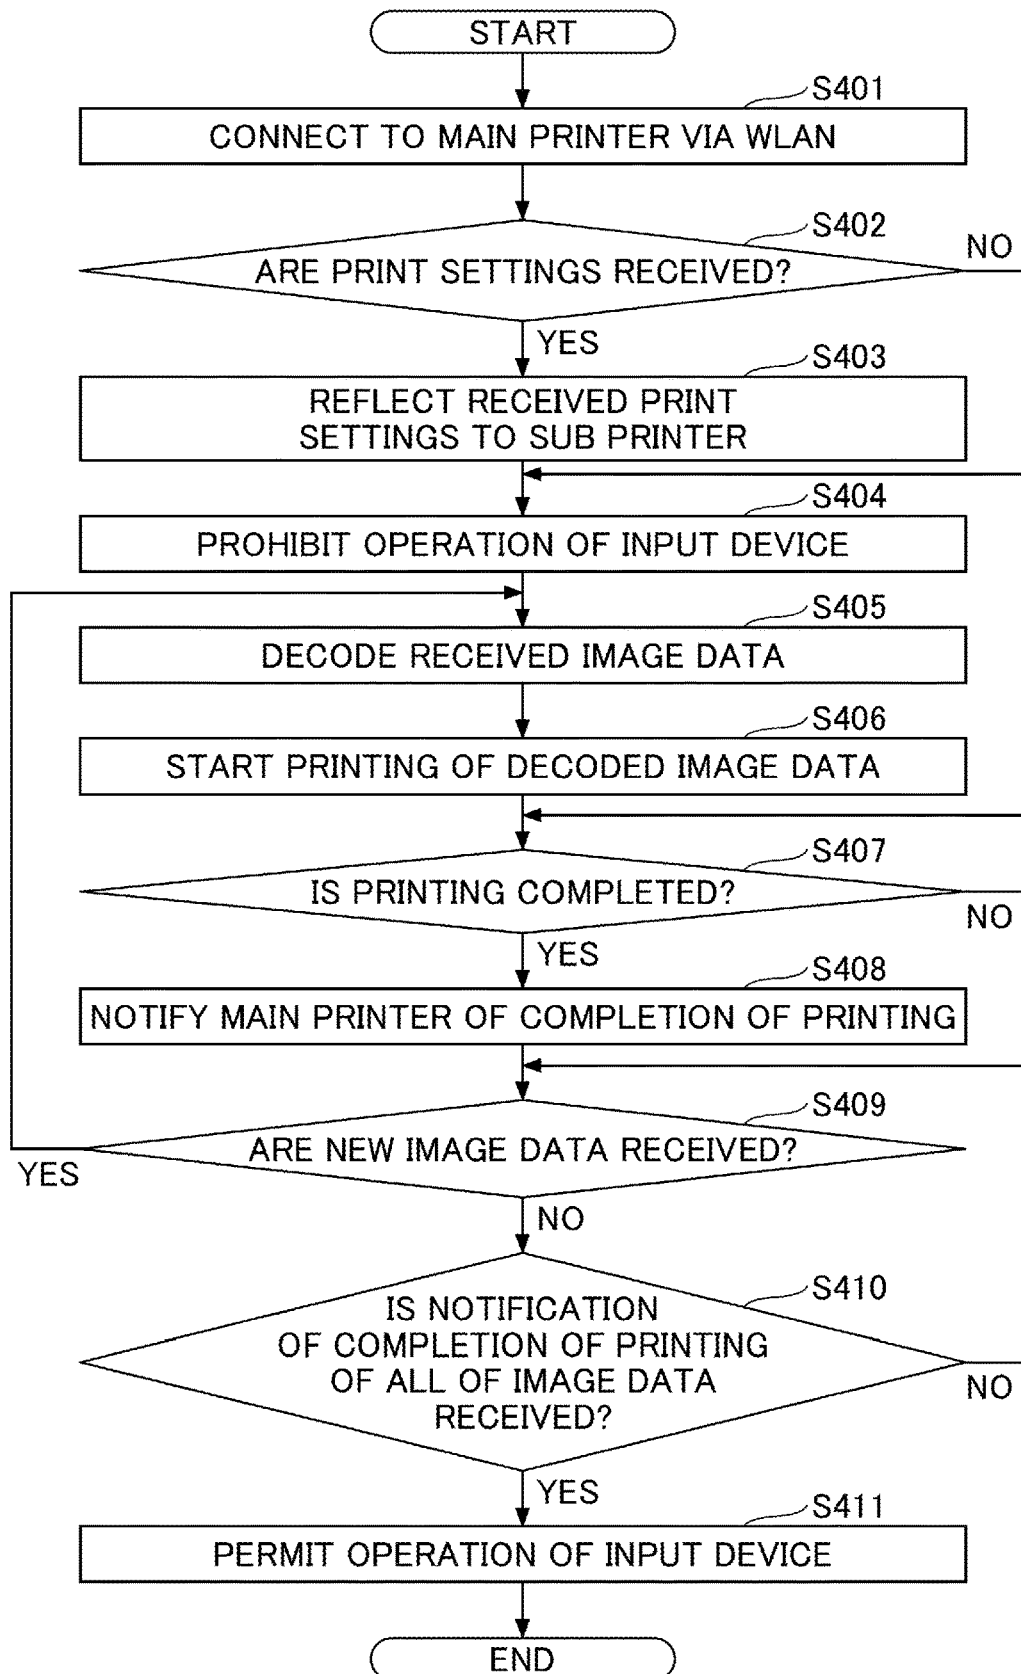 START
S401
CONNECT TO MAIN PRINTER VIA WLAN
S402
NO
ARE PRINT SETTINGS RECEIVED?
YES
S403
REFLECT RECEIVED PRINT
SETTINGS TO SUB PRINTER
S404
PROHIBIT OPERATION OF INPUT DEVICE
S405
DECODE RECEIVED IMAGE DATA
S406
START PRINTING OF DECODED IMAGE DATA
S407
IS PRINTING COMPLETED?
NO
YES
S408
NOTIFY MAIN PRINTER OF COMPLETION OF PRINTING
S409
ARE NEW IMAGE DATA RECEIVED?
YES
NO
S410
IS NOTIFICATION
OF COMPLETION OF PRINTING
OF ALL OF IMAGE DATA
RECEIVED?
NO
YES
S411
PERMIT OPERATION OF INPUT DEVICE
END